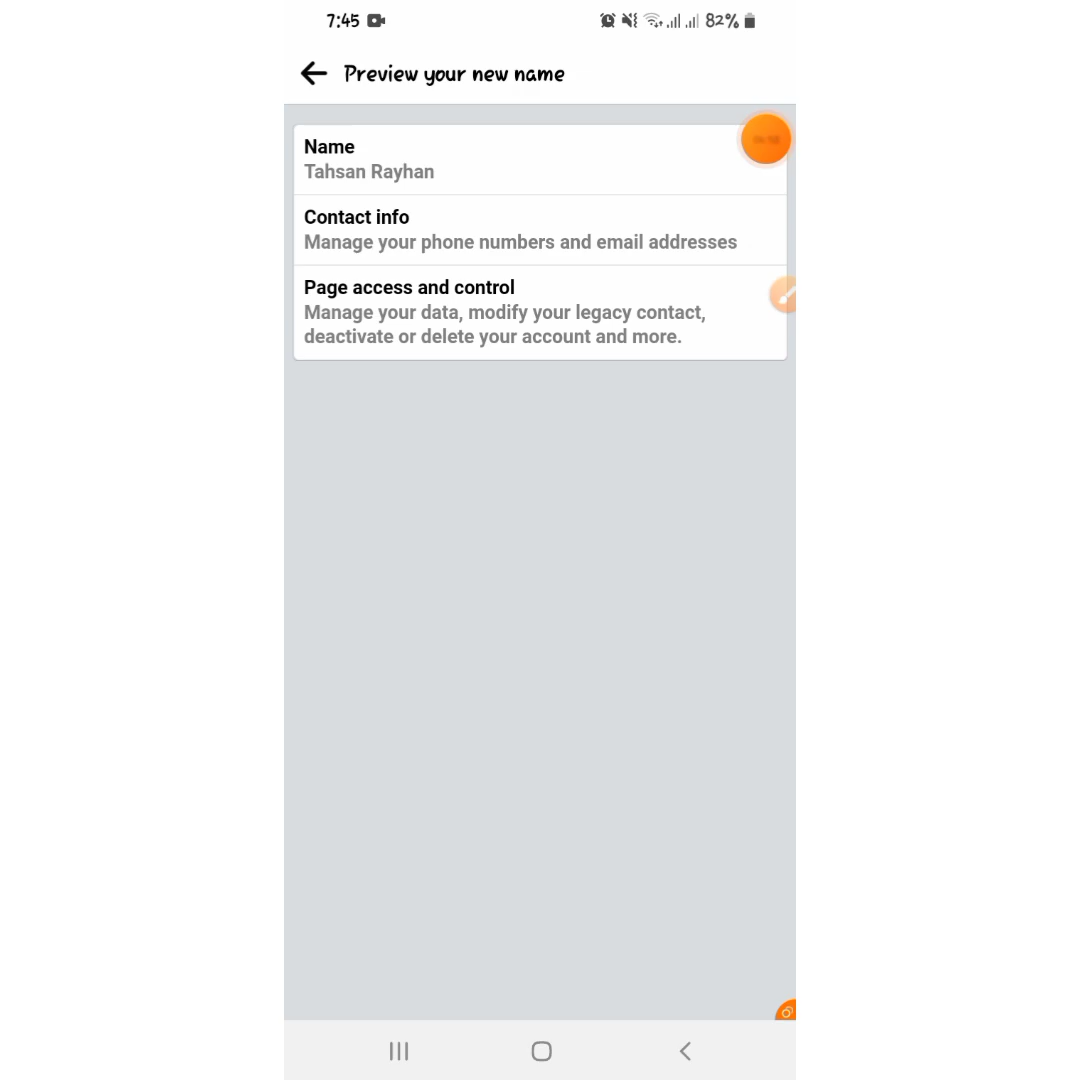 7:45
82%
Preview your new name
Name
Tahsan Rayhan
Contact info
Manage your phone numbers and email addresses
Page access and control
Manage your data, modify your legacy contact,
deactivate or delete your account and more.